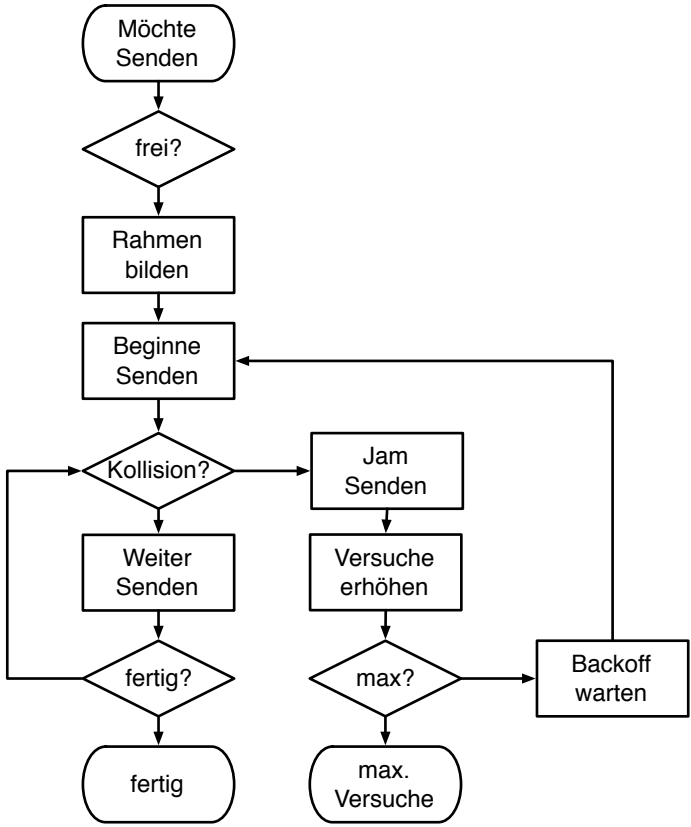 Möchte
Senden
frei?
Rahmen
bilden
Beginne
Senden
Kollision?
Jam
Senden
Weiter
Senden
Versuche
erhöhen
fertig?
max?
Backoff
warten
fertig
max.
Versuche